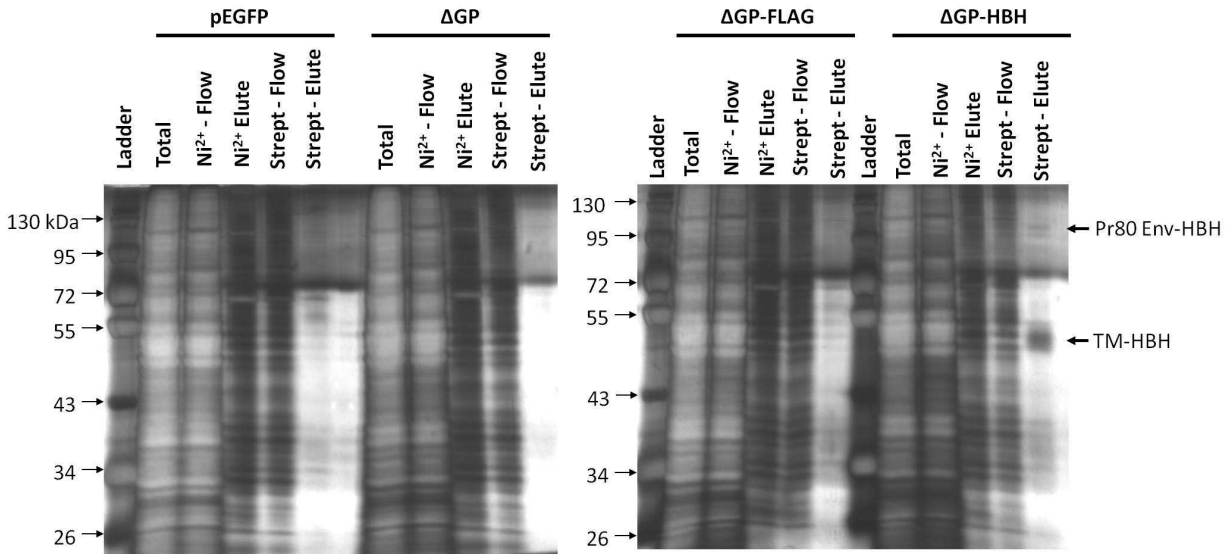 pEGFP
ΔGP
ΔGP-FLAG
ΔGP-HBH
Ladder
Total
Ni²⁺ - Flow
Ni²⁺ Elute
Strept - Flow
Strept - Elute
Total
Ni²⁺ - Flow
Ni²⁺ Elute
Strept - Flow
Strept - Elute
Ladder
Total
Ni²⁺ - Flow
Ni²⁺ Elute
Strept - Flow
Strept - Elute
Ladder
Total
Ni²⁺ - Flow
Ni²⁺ Elute
Strept - Flow
Strept - Elute
130 kDa
95
72
55
43
34
26
130
95
72
55
43
34
26
Pr80 Env-HBH
TM-HBH